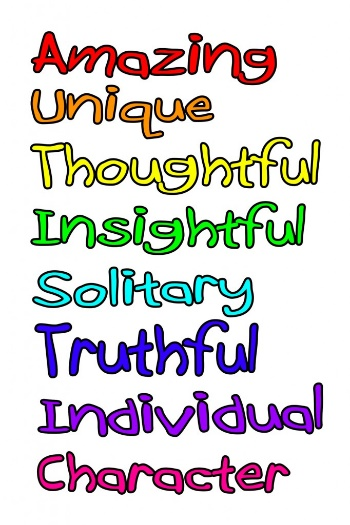 Amazing
Unique
Thoughtful
Insightful
Solitary
Truthful
Individual
Character